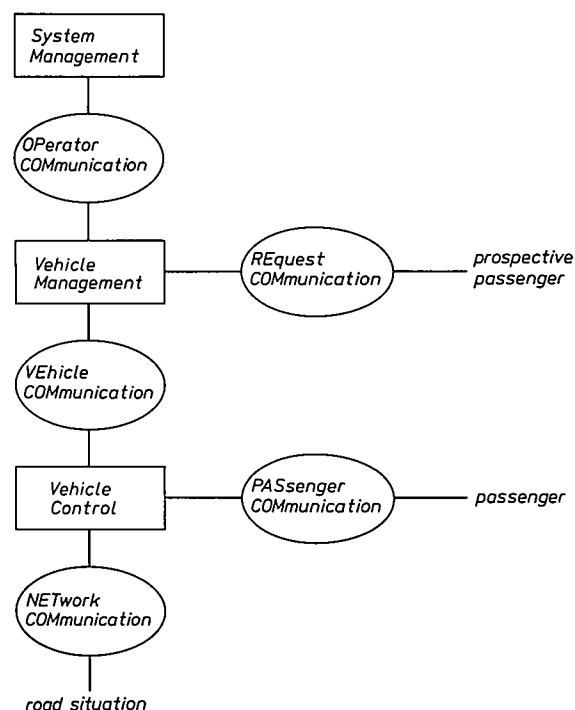 System
Management
OPerator
COMmunication
Vehicle
Management
REquest
COMmunication
prospective
passenger
VEhicle
COMmunication
Vehicle
Control
PASsenger
COMmunication
passenger
NETwork
COMmunication
road situation